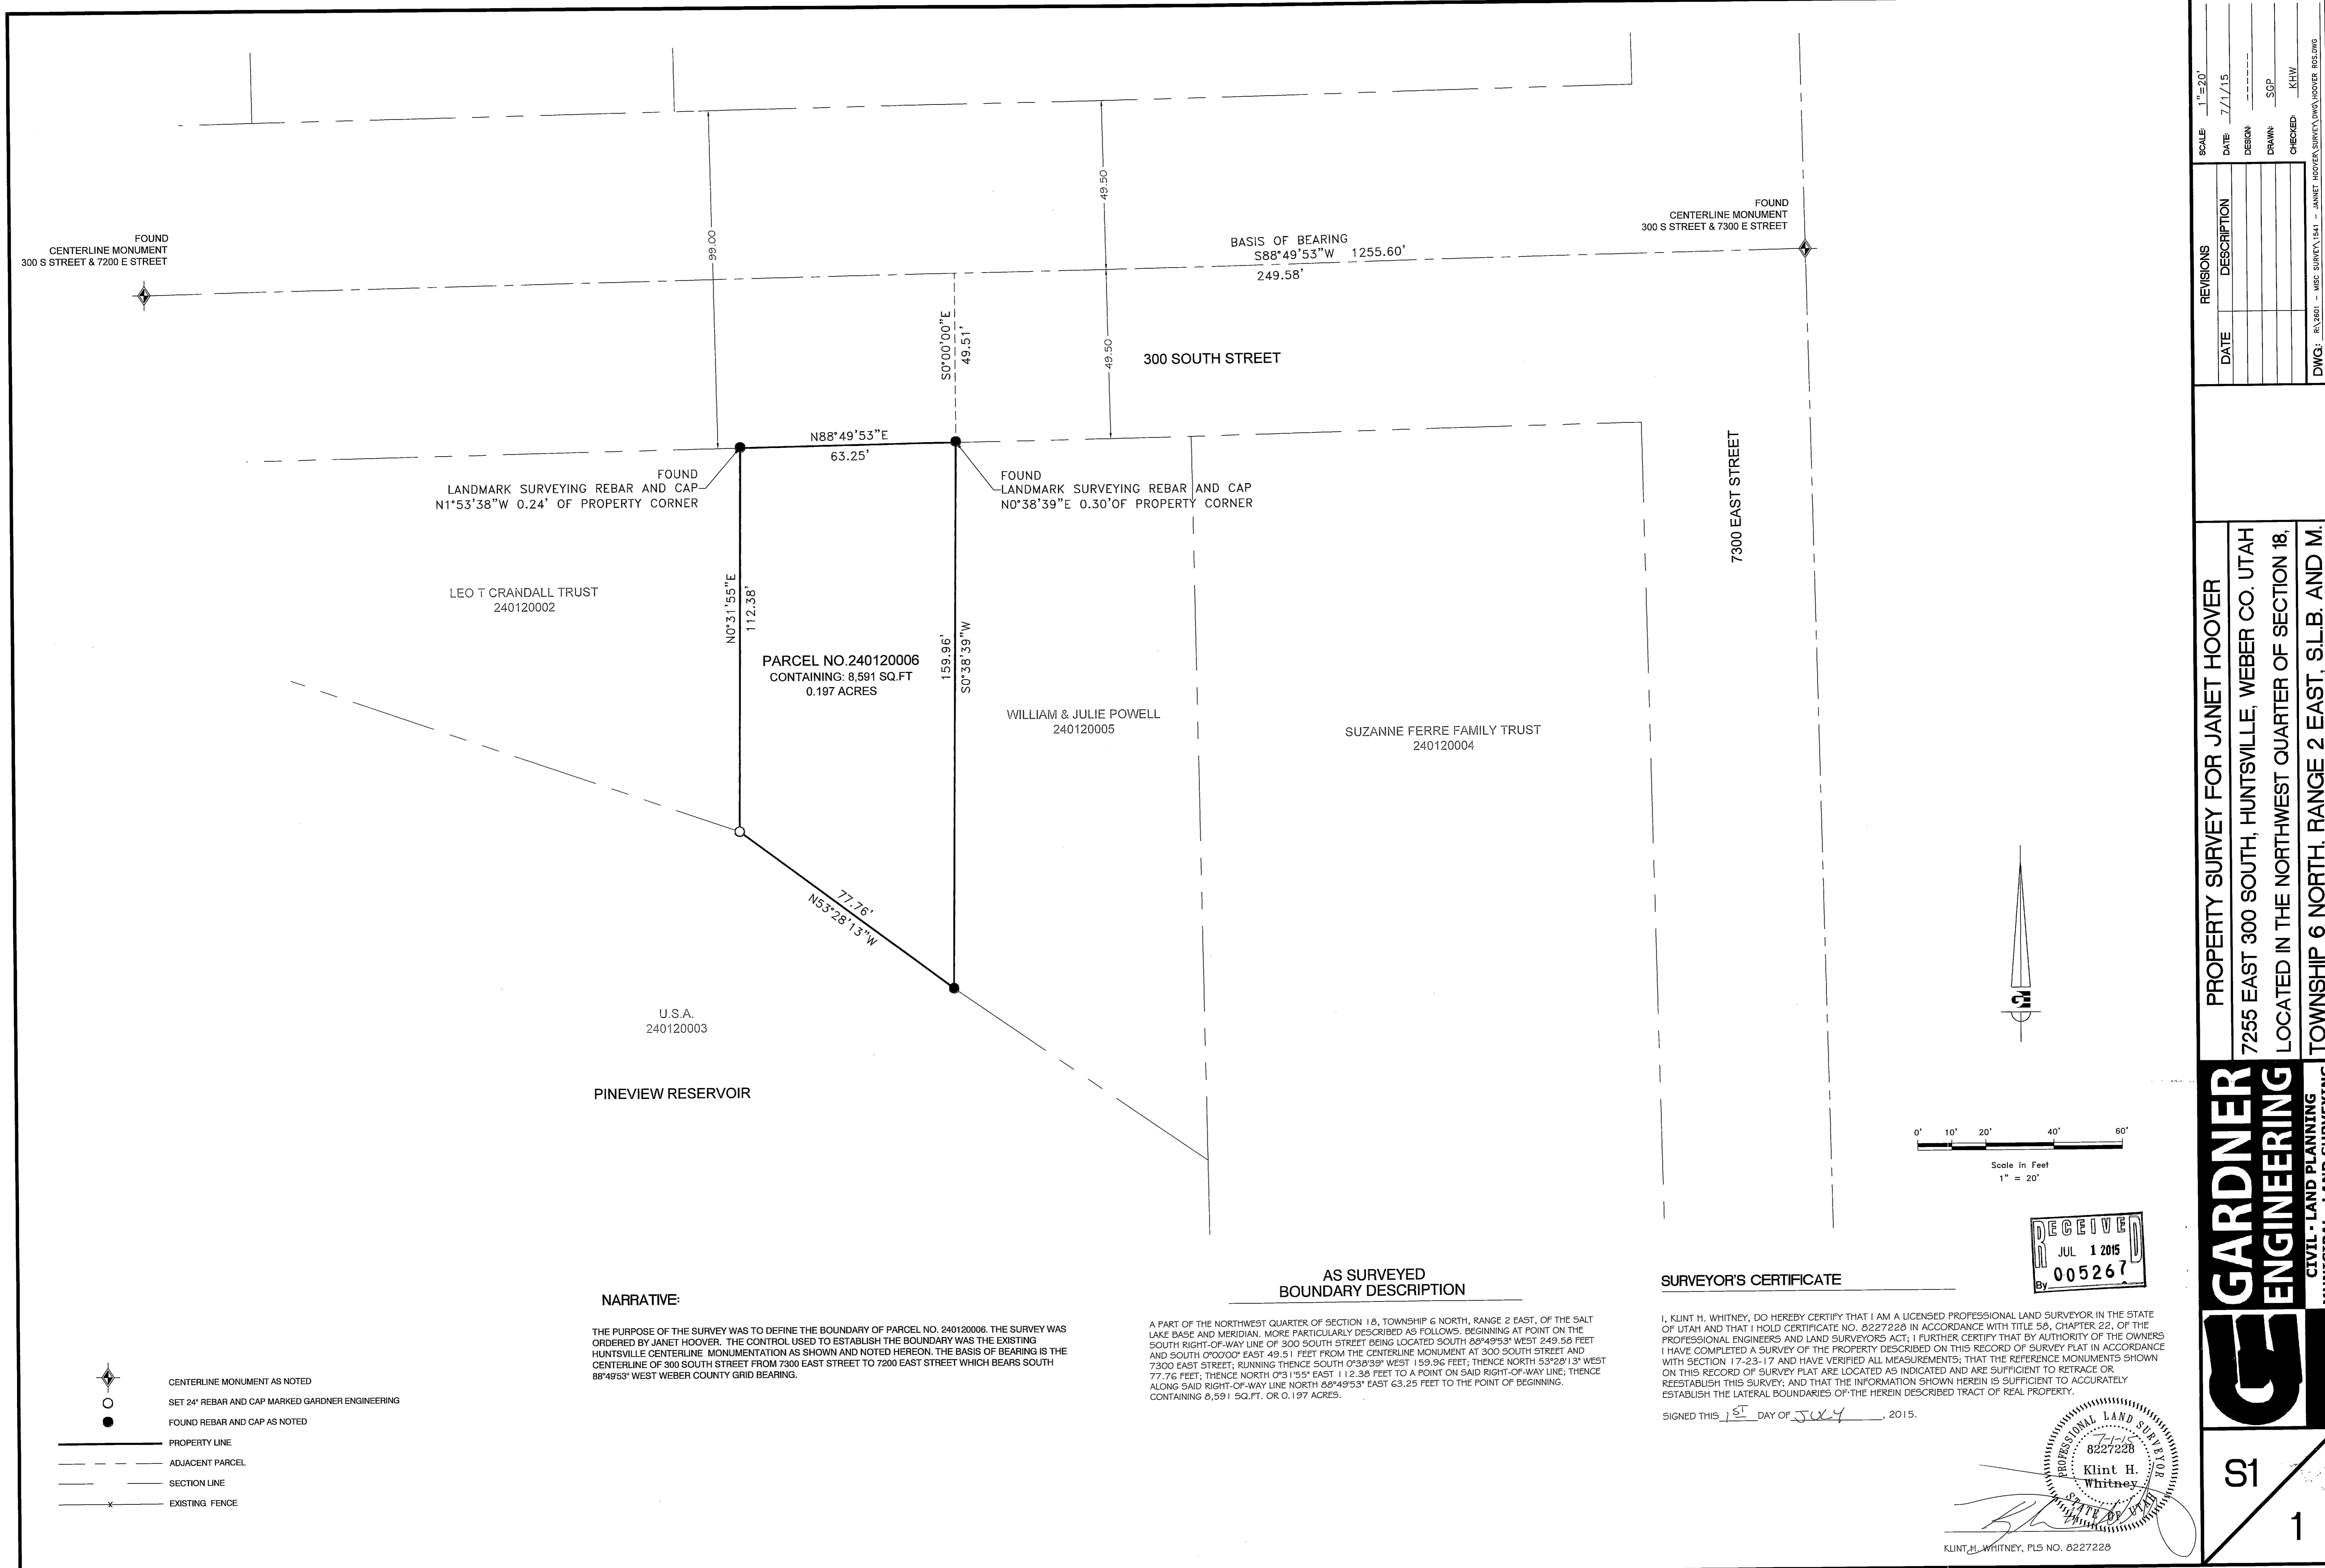 FOUND
CENTERLINE MONUMENT
300 S STREET & 7200 E STREET
99.00
49.50
BASIS OF BEARING
S88°49'53"W 1255.60'
249.58'
FOUND
CENTERLINE MONUMENT
300 S STREET & 7300 E STREET
S0°00'00"E
49.51'
49.50
300 SOUTH STREET
7300 EAST STREET
N88°49'53"E
63.25'
FOUND
LANDMARK SURVEYING REBAR AND CAP
N1°53'38"W 0.24' OF PROPERTY CORNER
FOUND
LANDMARK SURVEYING REBAR AND CAP
N0°38'39"E 0.30'OF PROPERTY CORNER
LEO T CRANDALL TRUST
240120002
N0°31'55"E
112.38'
PARCEL NO.240120006
CONTAINING: 8,591 SQ.FT
0.197 ACRES
159.96'
S0°38'39"W
WILLIAM & JULIE POWELL
240120005
SUZANNE FERRE FAMILY TRUST
240120004
77.76'
N53°28'13"W
U.S.A.
240120003
PINEVIEW RESERVOIR
G
0' 10' 20' 40' 60'
Scale in Feet
1" = 20'
RECEIVED
JUL 1 2015
By 005267
NARRATIVE:
THE PURPOSE OF THE SURVEY WAS TO DEFINE THE BOUNDARY OF PARCEL NO. 240120006. THE SURVEY WAS
ORDERED BY JANET HOOVER. THE CONTROL USED TO ESTABLISH THE BOUNDARY WAS THE EXISTING
HUNTSVILLE CENTERLINE MONUMENTATION AS SHOWN AND NOTED HEREON. THE BASIS OF BEARING IS THE
CENTERLINE OF 300 SOUTH STREET FROM 7300 EAST STREET TO 7200 EAST STREET WHICH BEARS SOUTH
88°49'53" WEST WEBER COUNTY GRID BEARING.
AS SURVEYED
BOUNDARY DESCRIPTION
A PART OF THE NORTHWEST QUARTER OF SECTION 18, TOWNSHIP 6 NORTH, RANGE 2 EAST, OF THE SALT
LAKE BASE AND MERIDIAN. MORE PARTICULARLY DESCRIBED AS FOLLOWS. BEGINNING AT POINT ON THE
SOUTH RIGHT-OF-WAY LINE OF 300 SOUTH STREET BEING LOCATED SOUTH 88°49'53" WEST 249.58 FEET
AND SOUTH 0°00'00" EAST 49.51 FEET FROM THE CENTERLINE MONUMENT AT 300 SOUTH STREET AND
7300 EAST STREET; RUNNING THENCE SOUTH 0°38'39" WEST 159.96 FEET; THENCE NORTH 53°28'13" WEST
77.76 FEET; THENCE NORTH 0°31'55" EAST 112.38 FEET TO A POINT ON SAID RIGHT-OF-WAY LINE; THENCE
ALONG SAID RIGHT-OF-WAY LINE NORTH 88°49'53" EAST 63.25 FEET TO THE POINT OF BEGINNING.
CONTAINING 8,591 SQ.FT. OR 0.197 ACRES.
SURVEYOR'S CERTIFICATE
I, KLINT H. WHITNEY, DO HEREBY CERTIFY THAT I AM A LICENSED PROFESSIONAL LAND SURVEYOR IN THE STATE
OF UTAH AND THAT I HOLD CERTIFICATE NO. 8227228 IN ACCORDANCE WITH TITLE 58, CHAPTER 22, OF THE
PROFESSIONAL ENGINEERS AND LAND SURVEYORS ACT; I FURTHER CERTIFY THAT BY AUTHORITY OF THE OWNERS
I HAVE COMPLETED A SURVEY OF THE PROPERTY DESCRIBED ON THIS RECORD OF SURVEY PLAT IN ACCORDANCE
WITH SECTION 17-23-17 AND HAVE VERIFIED ALL MEASUREMENTS; THAT THE REFERENCE MONUMENTS SHOWN
ON THIS RECORD OF SURVEY PLAT ARE LOCATED AS INDICATED AND ARE SUFFICIENT TO RETRACE OR
REESTABLISH THIS SURVEY; AND THAT THE INFORMATION SHOWN HEREIN IS SUFFICIENT TO ACCURATELY
ESTABLISH THE LATERAL BOUNDARIES OF THE HEREIN DESCRIBED TRACT OF REAL PROPERTY.
SIGNED THIS 1ST DAY OF JULY, 2015.
PROFESSIONAL LAND SURVEYOR
7-1-15
8227228
Klint H.
Whitney
STATE OF UTAH
KLINT H. WHITNEY, PLS NO. 8227228
CENTERLINE MONUMENT AS NOTED
SET 24" REBAR AND CAP MARKED GARDNER ENGINEERING
FOUND REBAR AND CAP AS NOTED
PROPERTY LINE
ADJACENT PARCEL
SECTION LINE
x EXISTING FENCE
SCALE: 1"=20'
DATE: 7/1/15
DESIGN: ------
DRAWN: SGP
CHECKED: KHW
REVISIONS
DATE DESCRIPTION
DWG.: R:\2601 - MISC SURVEY\1541 - JANNET HOOVER\SURVEY\DWG\HOOVER ROS.DWG
PROPERTY SURVEY FOR JANET HOOVER
7255 EAST 300 SOUTH, HUNTSVILLE, WEBER CO. UTAH
LOCATED IN THE NORTHWEST QUARTER OF SECTION 18,
TOWNSHIP 6 NORTH, RANGE 2 EAST, S.L.B. AND M.
GARDNER
ENGINEERING
CIVIL - LAND PLANNING
S1
1